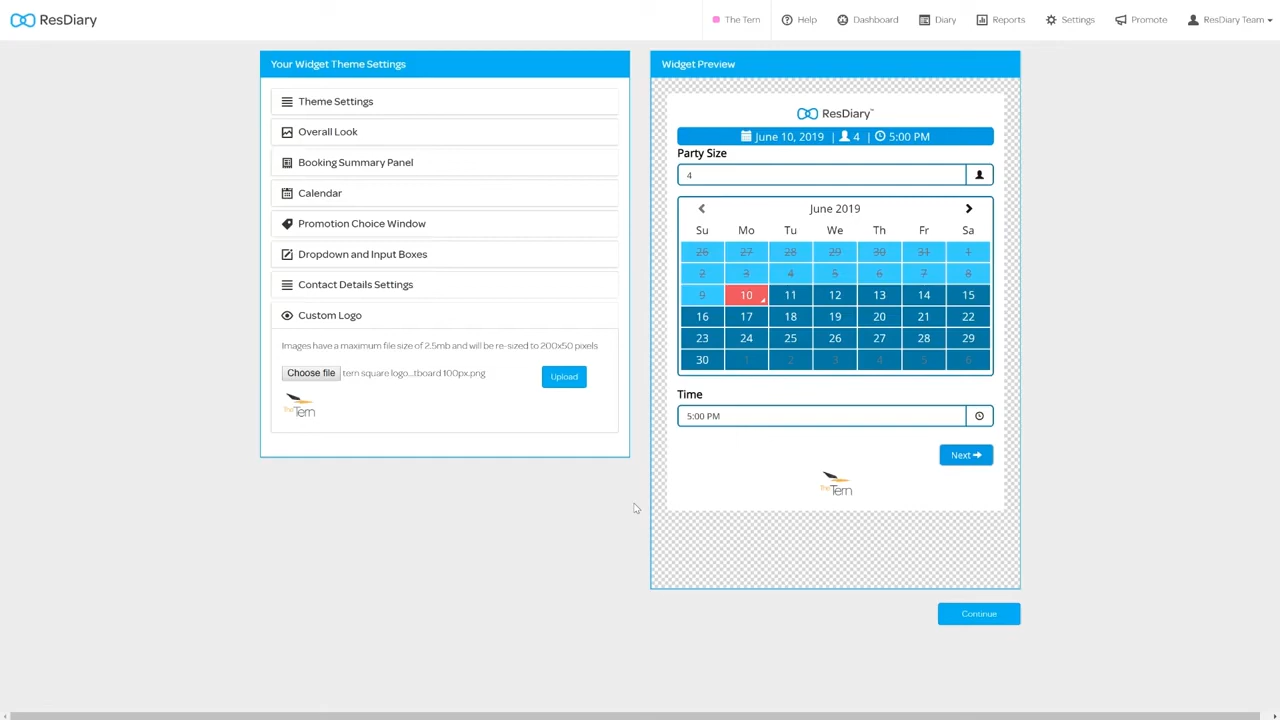 ResDiary
The Tern
Help
Dashboard
Diary
Reports
Settings
Promote
ResDiary Team
Your Widget Theme Settings
Theme Settings
Overall Look
Booking Summary Panel
Calendar
Promotion Choice Window
Dropdown and Input Boxes
Contact Details Settings
Custom Logo
Images have a maximum file size of 2.5mb and will be re-sized to 200x50 pixels
Choose file tern square logo...tboard 100px.png
Upload
The Tern
Widget Preview
ResDiary™
June 10, 2019 | 4 | 5:00 PM
Party Size
4
June 2019
Su Mo Tu We Th Fr Sa
26 27 28 29 30 31 1
2 3 4 5 6 7 8
9 10 11 12 13 14 15
16 17 18 19 20 21 22
23 24 25 26 27 28 29
30 1 2 3 4 5 6
Time
5:00 PM
Next
The Tern
Continue